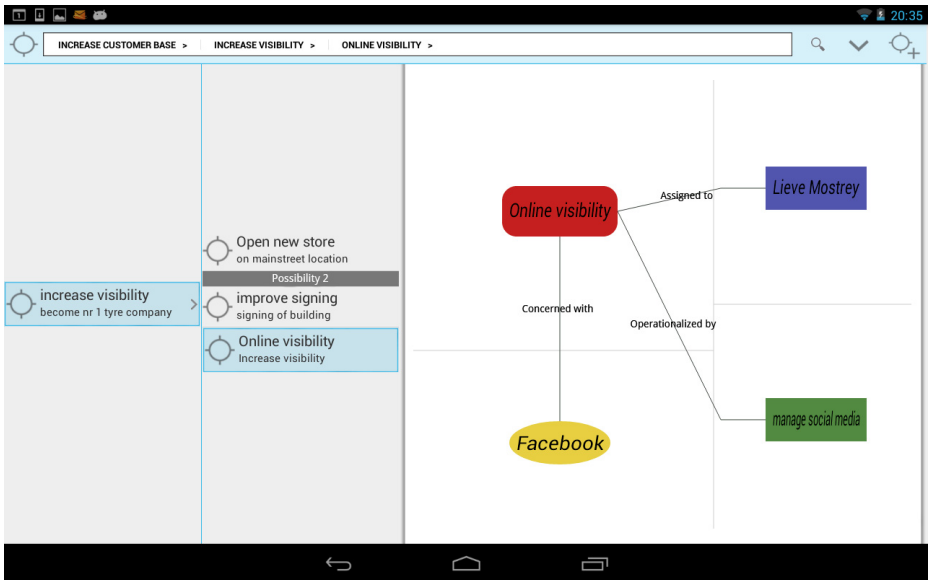 20:35
INCREASE CUSTOMER BASE > INCREASE VISIBILITY > ONLINE VISIBILITY >
increase visibility
become nr 1 tyre company
Open new store
on mainstreet location
Possibility 2
improve signing
signing of building
Online visibility
Increase visibility
Online visibility
Assigned to
Lieve Mostrey
Concerned with
Operationalized by
Facebook
manage social media